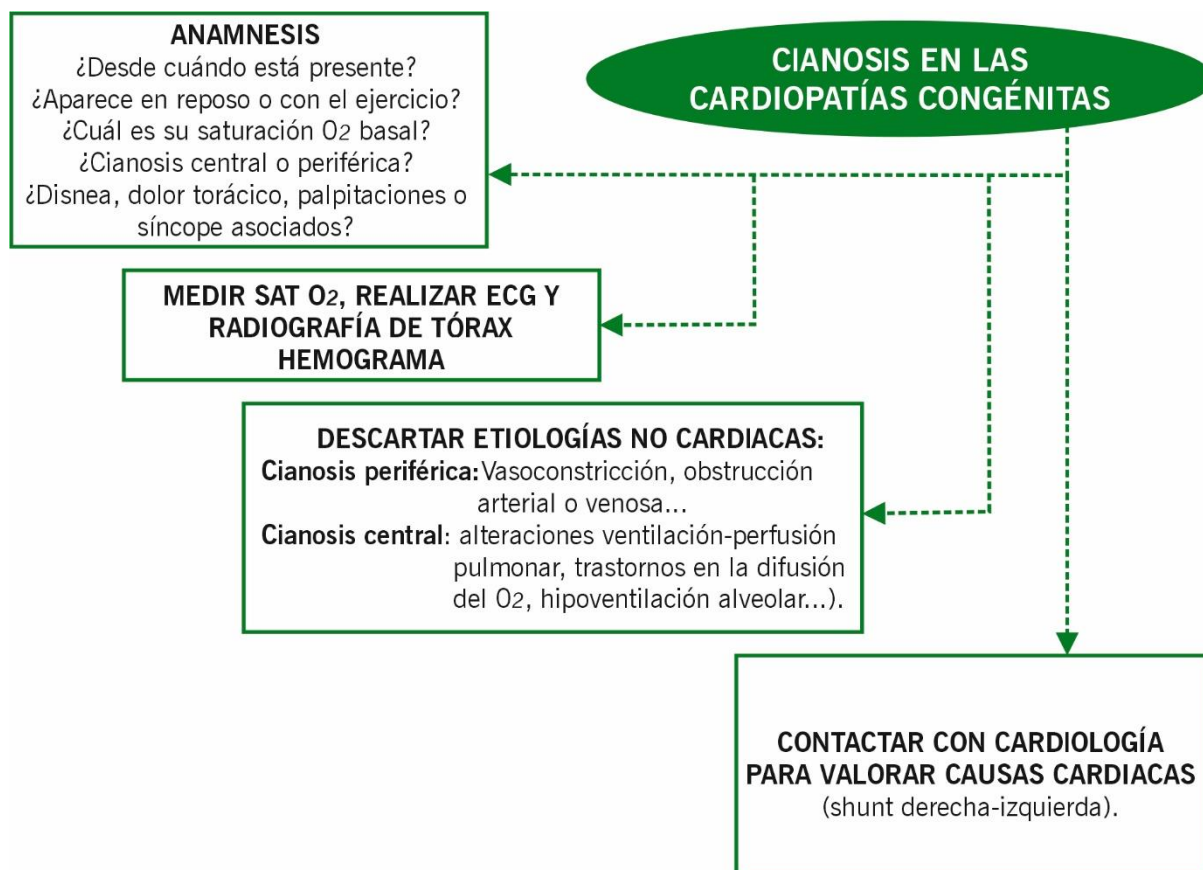 CIANOSIS EN LAS
CARDIOPATÍAS CONGÉNITAS
ANAMNESIS
¿Desde cuándo está presente?
¿Aparece en reposo o con el ejercicio?
¿Cuál es su saturación O2 basal?
¿Cianosis central o periférica?
¿Disnea, dolor torácico, palpitaciones o
síncope asociados?
MEDIR SAT O2, REALIZAR ECG Y
RADIOGRAFÍA DE TÓRAX
HEMOGRAMA
DESCARTAR ETIOLOGÍAS NO CARDIACAS:
Cianosis periférica: Vasoconstricción, obstrucción
arterial o venosa...
Cianosis central: alteraciones ventilación-perfusión
pulmonar, trastornos en la difusión
del O2, hipoventilación alveolar...).
CONTACTAR CON CARDIOLOGÍA
PARA VALORAR CAUSAS CARDIACAS
(shunt derecha-izquierda).